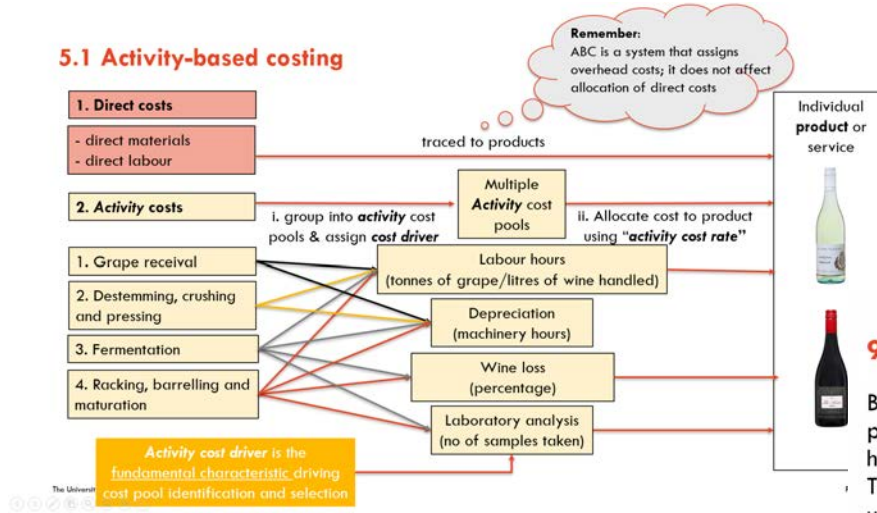 Remember:
ABC is a system that assigns
overhead costs; it does not affect
allocation of direct costs
5.1 Activity-based costing
1. Direct costs
- direct materials
- direct labour
traced to products
Individual
product or
service
2. Activity costs
i. group into activity cost
pools & assign cost driver
Multiple
Activity cost
pools
ii. Allocate cost to product
using "activity cost rate"
1. Grape receival
2. Destemming, crushing
and pressing
3. Fermentation
4. Racking, barrelling and
maturation
Labour hours
(tonnes of grape/litres of wine handled)
Depreciation
(machinery hours)
Wine loss
(percentage)
Laboratory analysis
(no of samples taken)
Activity cost driver is the
fundamental characteristic driving
cost pool identification and selection
The Universit
9
B
p
h
T